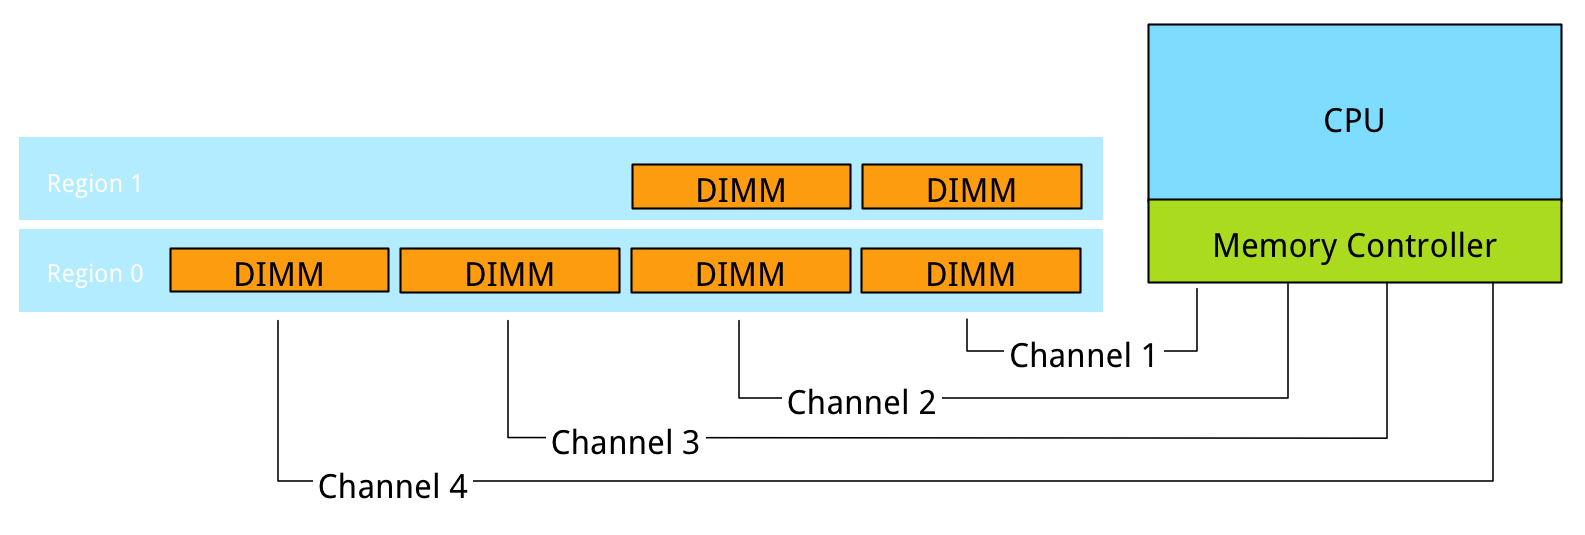 CPU
Region 1
DIMM DIMM
Memory Controller
Region 0
DIMM DIMM DIMM DIMM
Channel 1
Channel 2
Channel 3
Channel 4